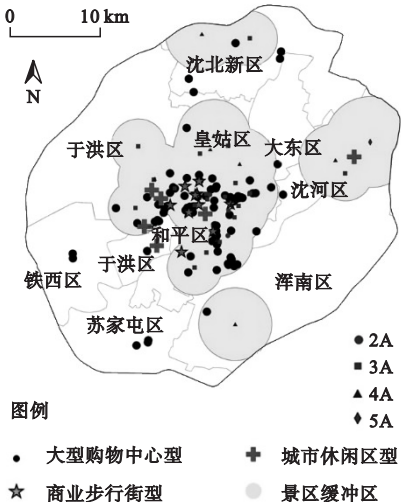 0 10 km
N
沈北新区
于洪区
皇姑区
大东区
沈河区
和平区
铁西区
于洪区
浑南区
苏家屯区
2A
3A
4A
5A
图例
大型购物中心型
城市休闲区型
商业步行街型
景区缓冲区